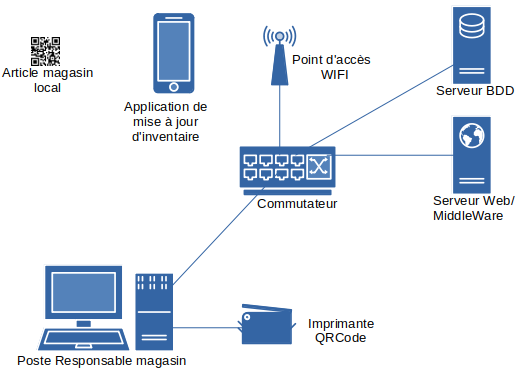 Article magasin
local
Application de
mise à jour
d'inventaire
Point d'accès
WIFI
Serveur BDD
Serveur Web/
MiddleWare
Commutateur
Imprimante
QRCode
Poste Responsable magasin